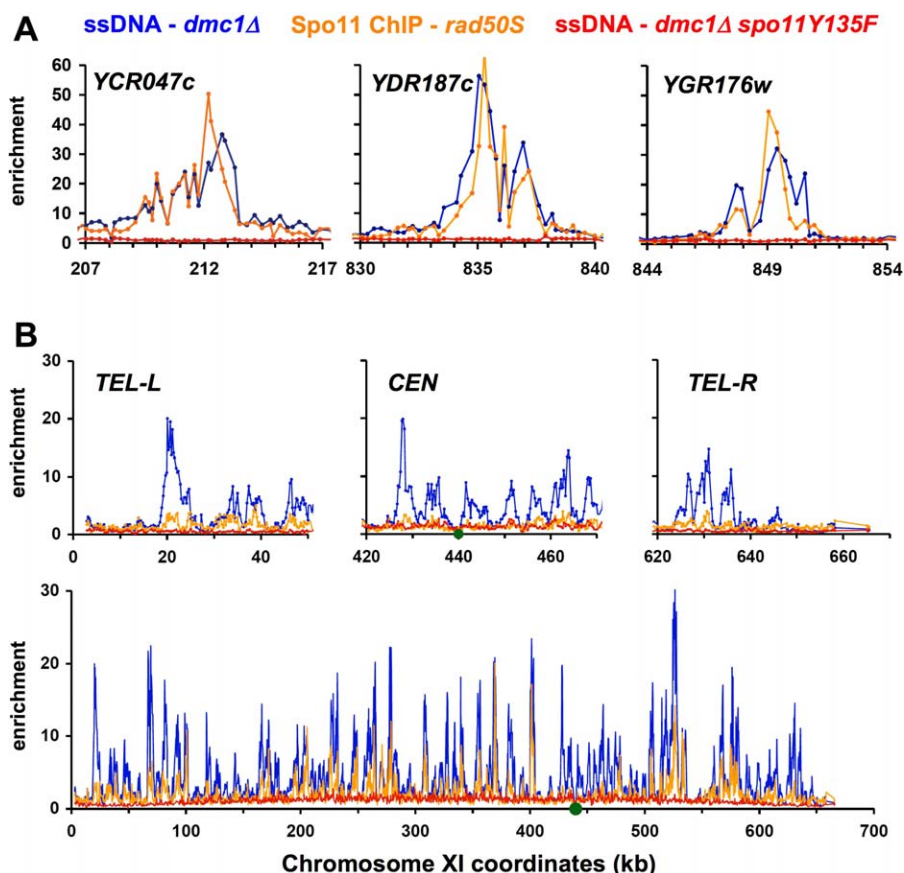 A ssDNA - dmc1Δ Spo11 ChIP - rad50S ssDNA - dmc1Δ spo11Y135F
enrichment
60
50
40
30
20
10
0
YCR047c
207 212 217
YDR187c
830 835 840
YGR176w
844 849 854
B
enrichment
30
20
10
0
TEL-L
0 20 40
CEN
420 440 460
TEL-R
620 640 660
enrichment
30
20
10
0
0 100 200 300 400 500 600 700
Chromosome XI coordinates (kb)